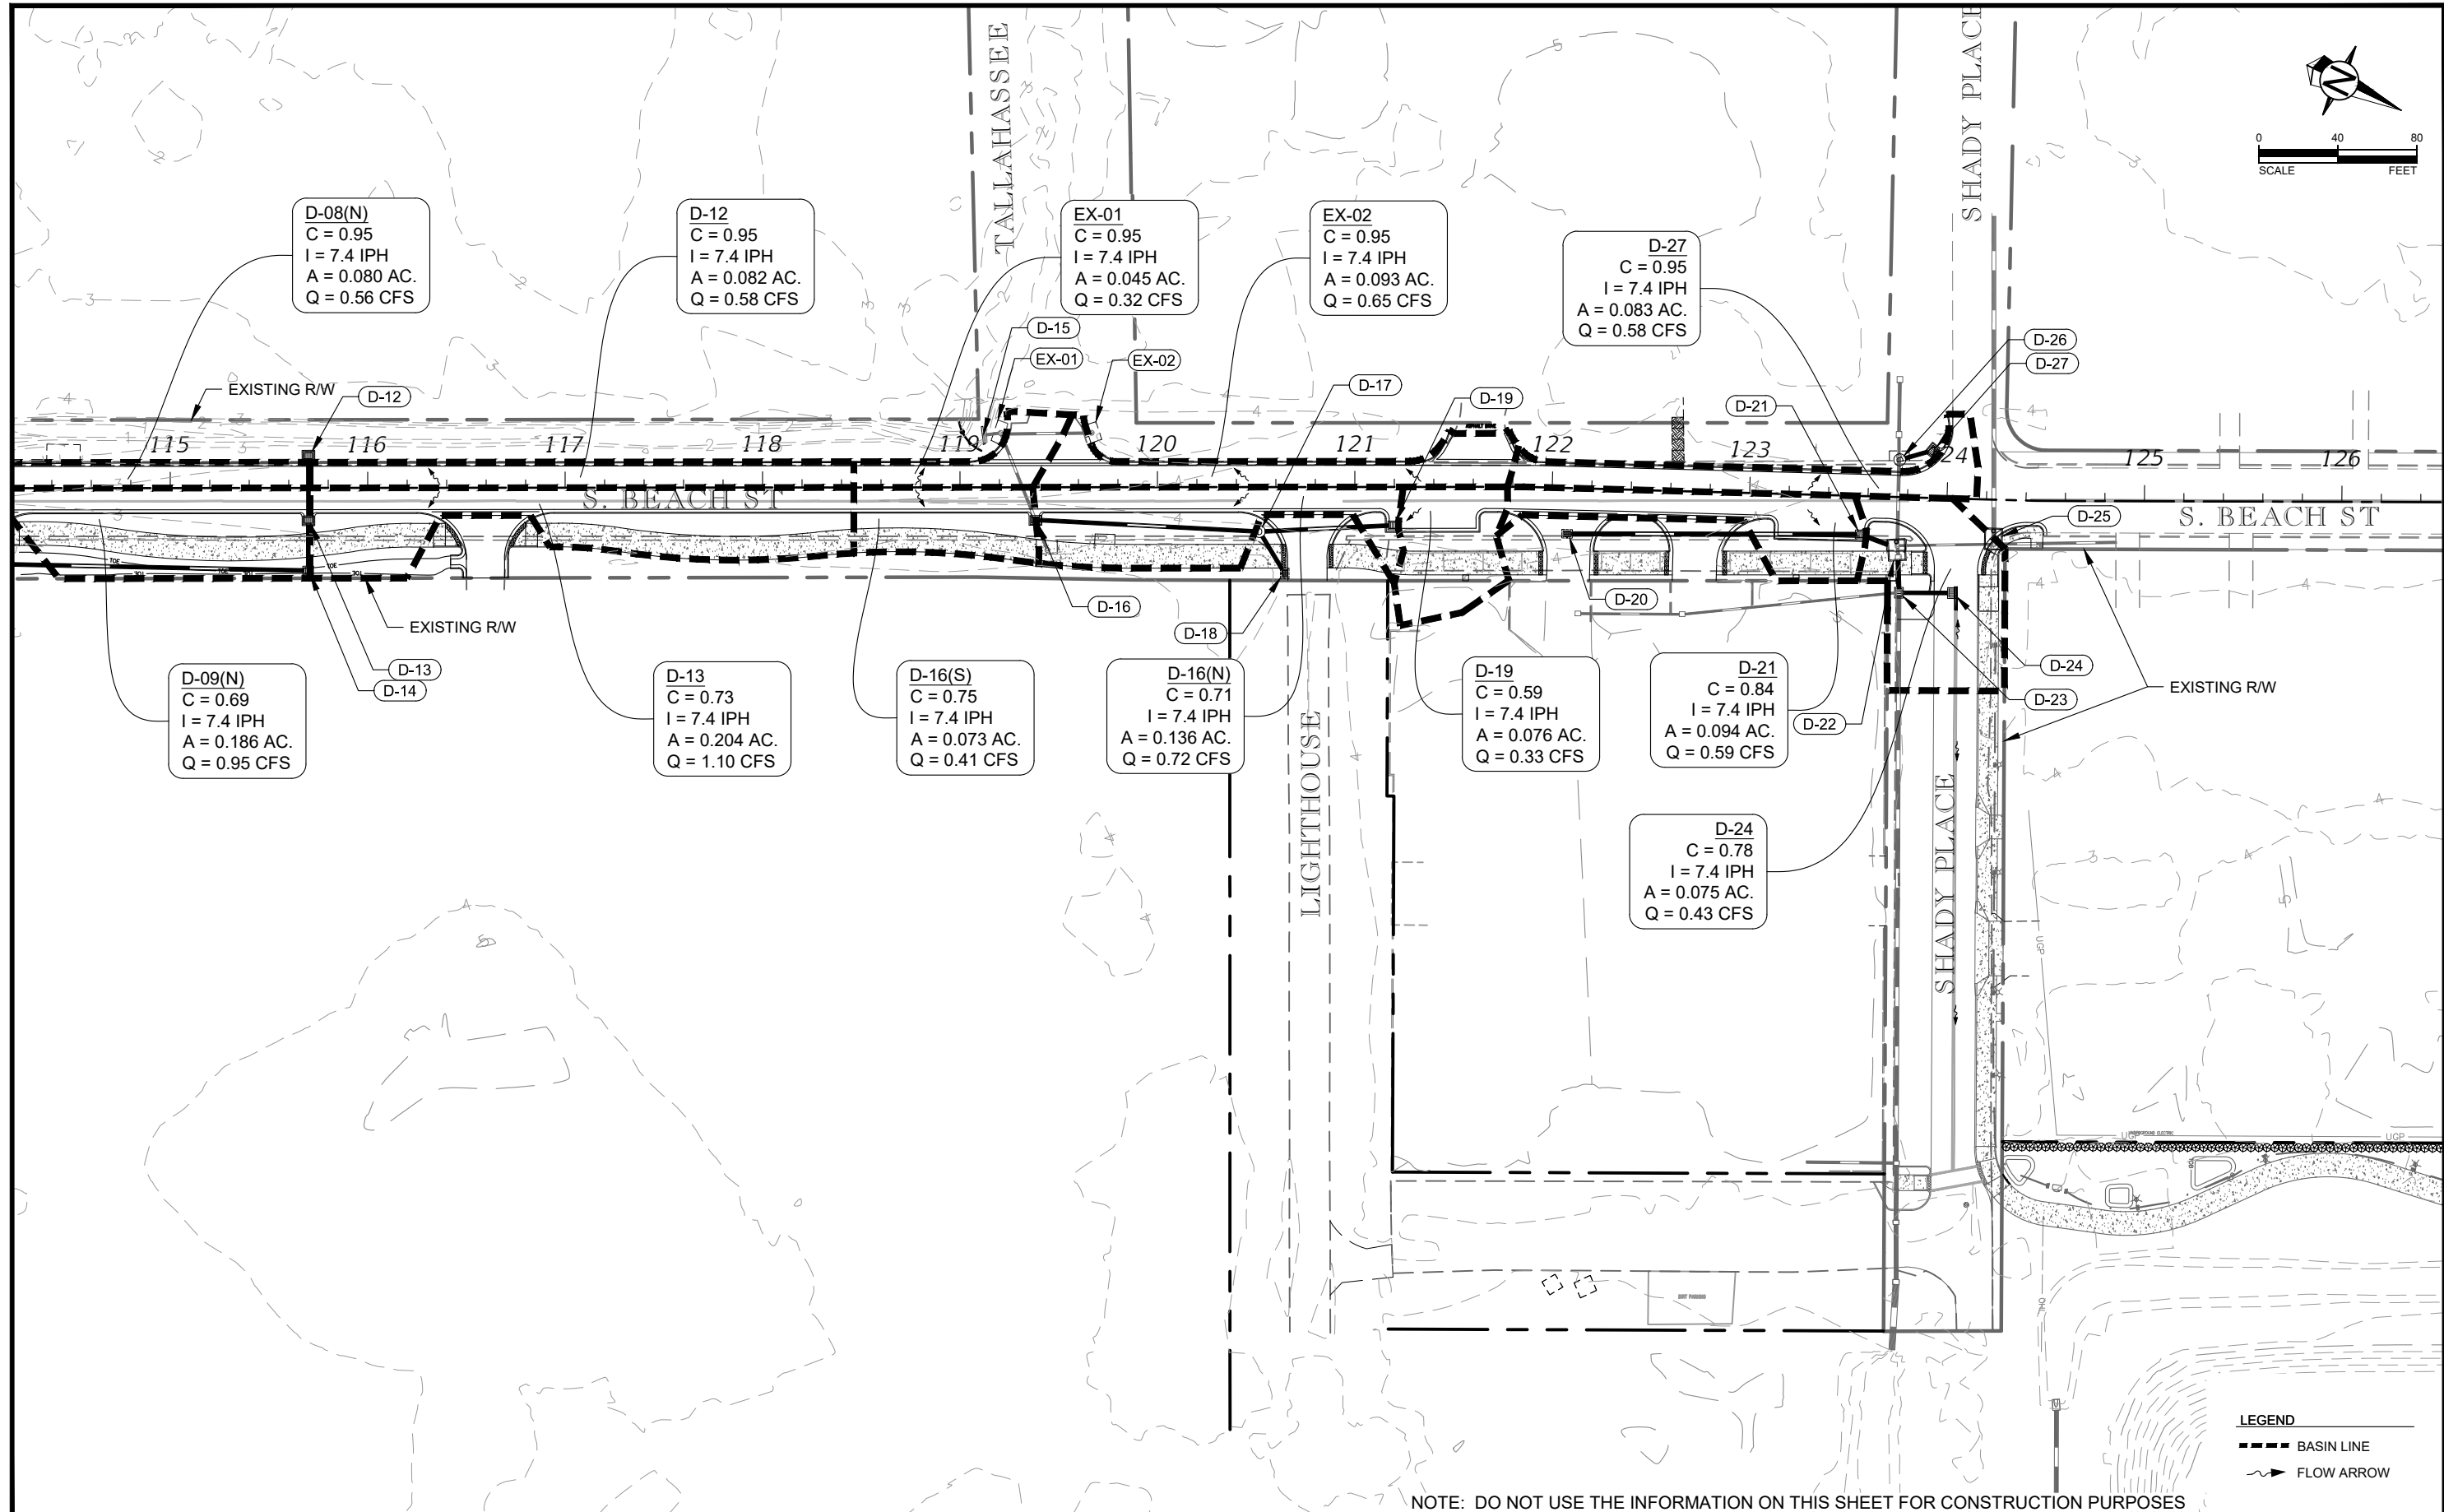 TALLAHASSEE
SHADY PLACE
0 40 80
SCALE FEET
D-08(N)
C = 0.95
I = 7.4 IPH
A = 0.080 AC.
Q = 0.56 CFS
D-12
C = 0.95
I = 7.4 IPH
A = 0.082 AC.
Q = 0.58 CFS
EX-01
C = 0.95
I = 7.4 IPH
A = 0.045 AC.
Q = 0.32 CFS
EX-02
C = 0.95
I = 7.4 IPH
A = 0.093 AC.
Q = 0.65 CFS
D-27
C = 0.95
I = 7.4 IPH
A = 0.083 AC.
Q = 0.58 CFS
D-15
EX-01
EX-02
D-26
D-27
EXISTING R/W
D-12
D-17
D-19
D-21
115 116 117 118 119 120 121 122 123 124 125 126
S. BEACH ST
S. BEACH ST
D-25
EXISTING R/W
D-16
D-18
D-20
D-13
D-14
D-24
D-23
D-22
EXISTING R/W
D-09(N)
C = 0.69
I = 7.4 IPH
A = 0.186 AC.
Q = 0.95 CFS
D-13
C = 0.73
I = 7.4 IPH
A = 0.204 AC.
Q = 1.10 CFS
D-16(S)
C = 0.75
I = 7.4 IPH
A = 0.073 AC.
Q = 0.41 CFS
D-16(N)
C = 0.71
I = 7.4 IPH
A = 0.136 AC.
Q = 0.72 CFS
D-19
C = 0.59
I = 7.4 IPH
A = 0.076 AC.
Q = 0.33 CFS
D-21
C = 0.84
I = 7.4 IPH
A = 0.094 AC.
Q = 0.59 CFS
D-24
C = 0.78
I = 7.4 IPH
A = 0.075 AC.
Q = 0.43 CFS
LIGHTHOUSE
SHADY PLACE
UGP
UGP
UNDERGROUND ELECTRIC
UGP
OHL
LEGEND
BASIN LINE
FLOW ARROW
NOTE: DO NOT USE THE INFORMATION ON THIS SHEET FOR CONSTRUCTION PURPOSES